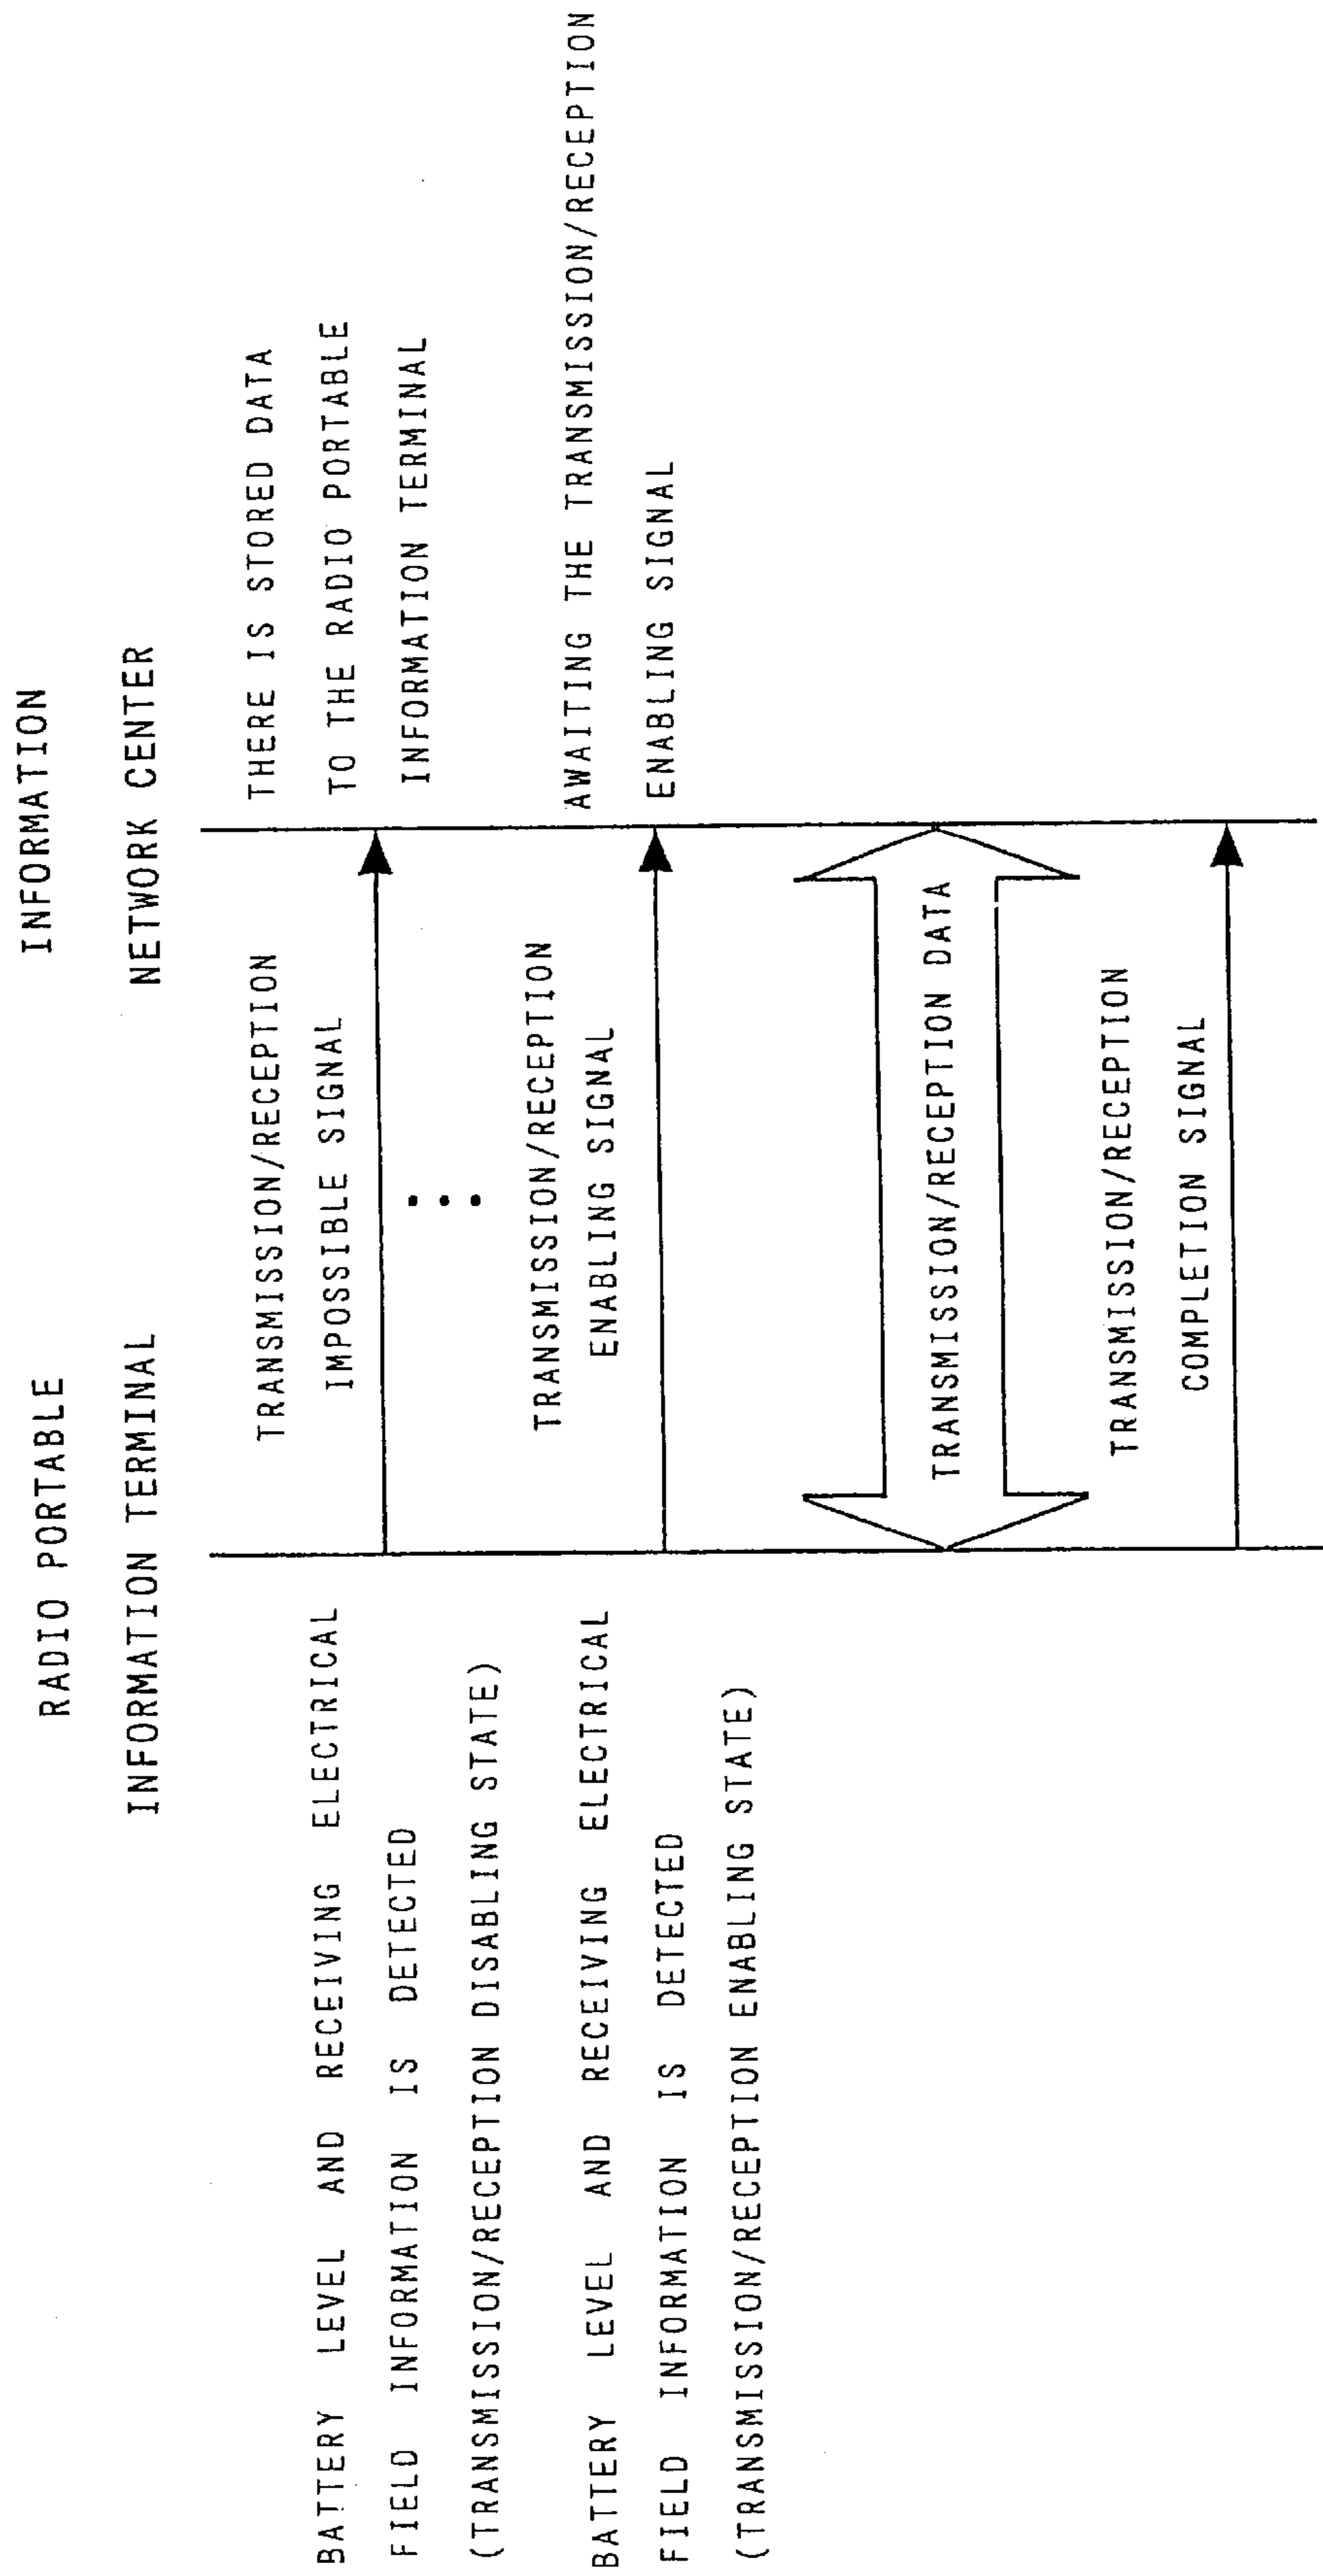 RADIO PORTABLE
INFORMATION TERMINAL
INFORMATION
NETWORK CENTER
BATTERY LEVEL AND RECEIVING ELECTRICAL
FIELD INFORMATION IS DETECTED
(TRANSMISSION/RECEPTION DISABLING STATE)
TRANSMISSION/RECEPTION
IMPOSSIBLE SIGNAL
THERE IS STORED DATA
TO THE RADIO PORTABLE
INFORMATION TERMINAL
BATTERY LEVEL AND RECEIVING ELECTRICAL
FIELD INFORMATION IS DETECTED
(TRANSMISSION/RECEPTION ENABLING STATE)
TRANSMISSION/RECEPTION
ENABLING SIGNAL
AWAITING THE TRANSMISSION/RECEPTION
ENABLING SIGNAL
TRANSMISSION/RECEPTION DATA
TRANSMISSION/RECEPTION
COMPLETION SIGNAL